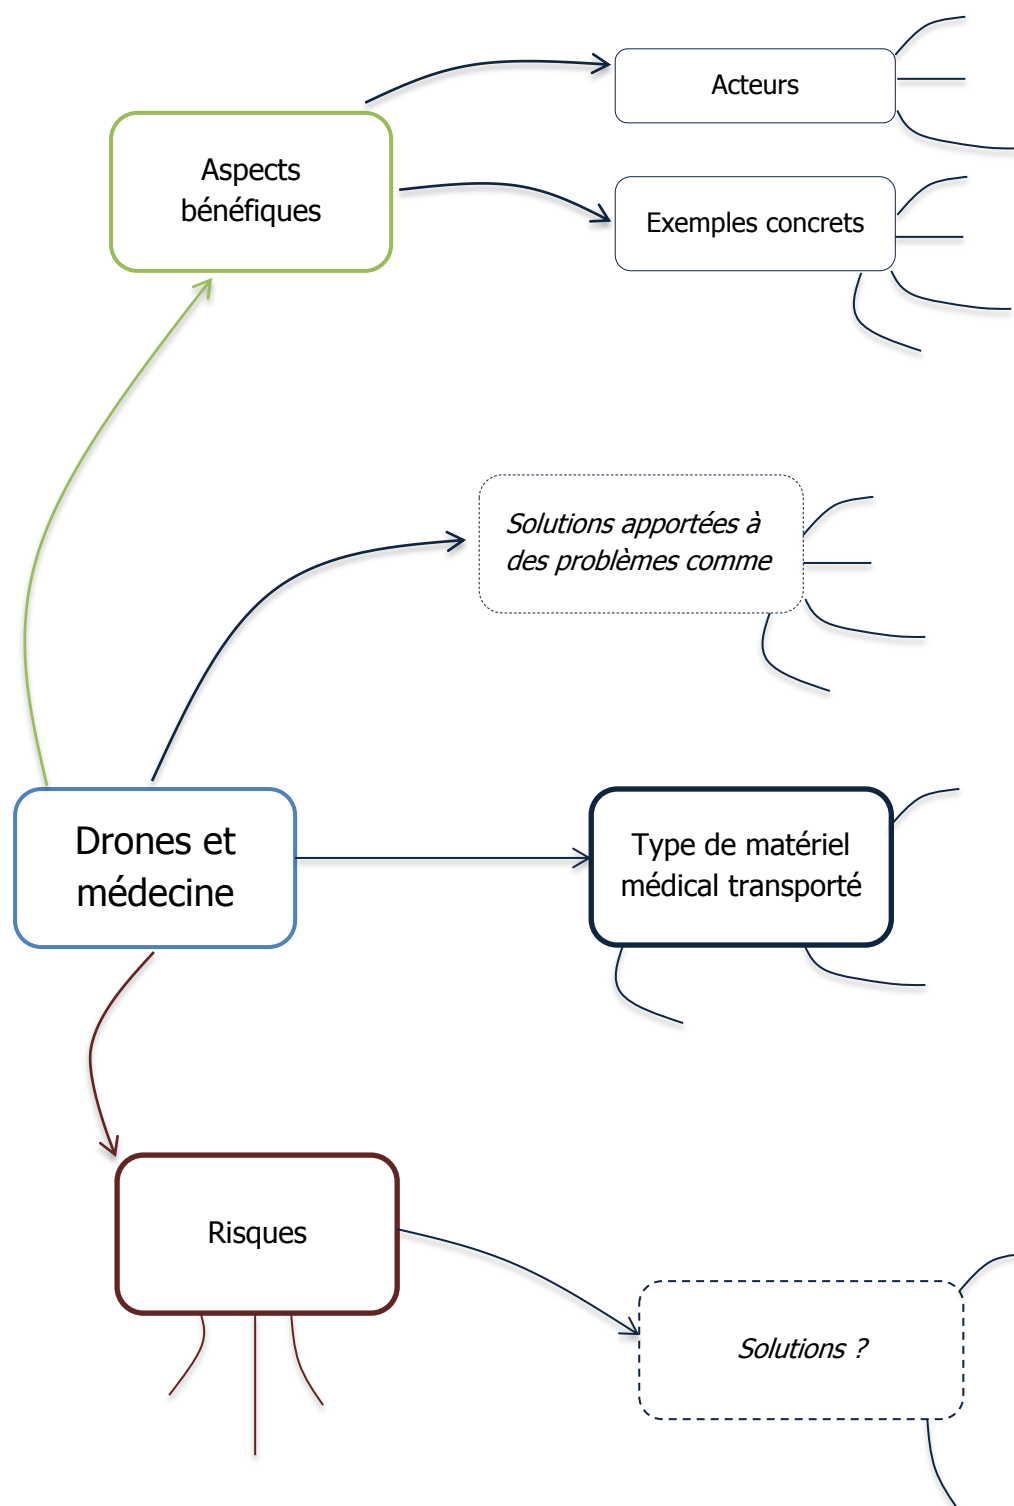 Acteurs
Aspects
bénéfiques
Exemples concrets
Solutions apportées à
des problèmes comme
Drones et
médecine
Type de matériel
médical transporté
Risques
Solutions ?